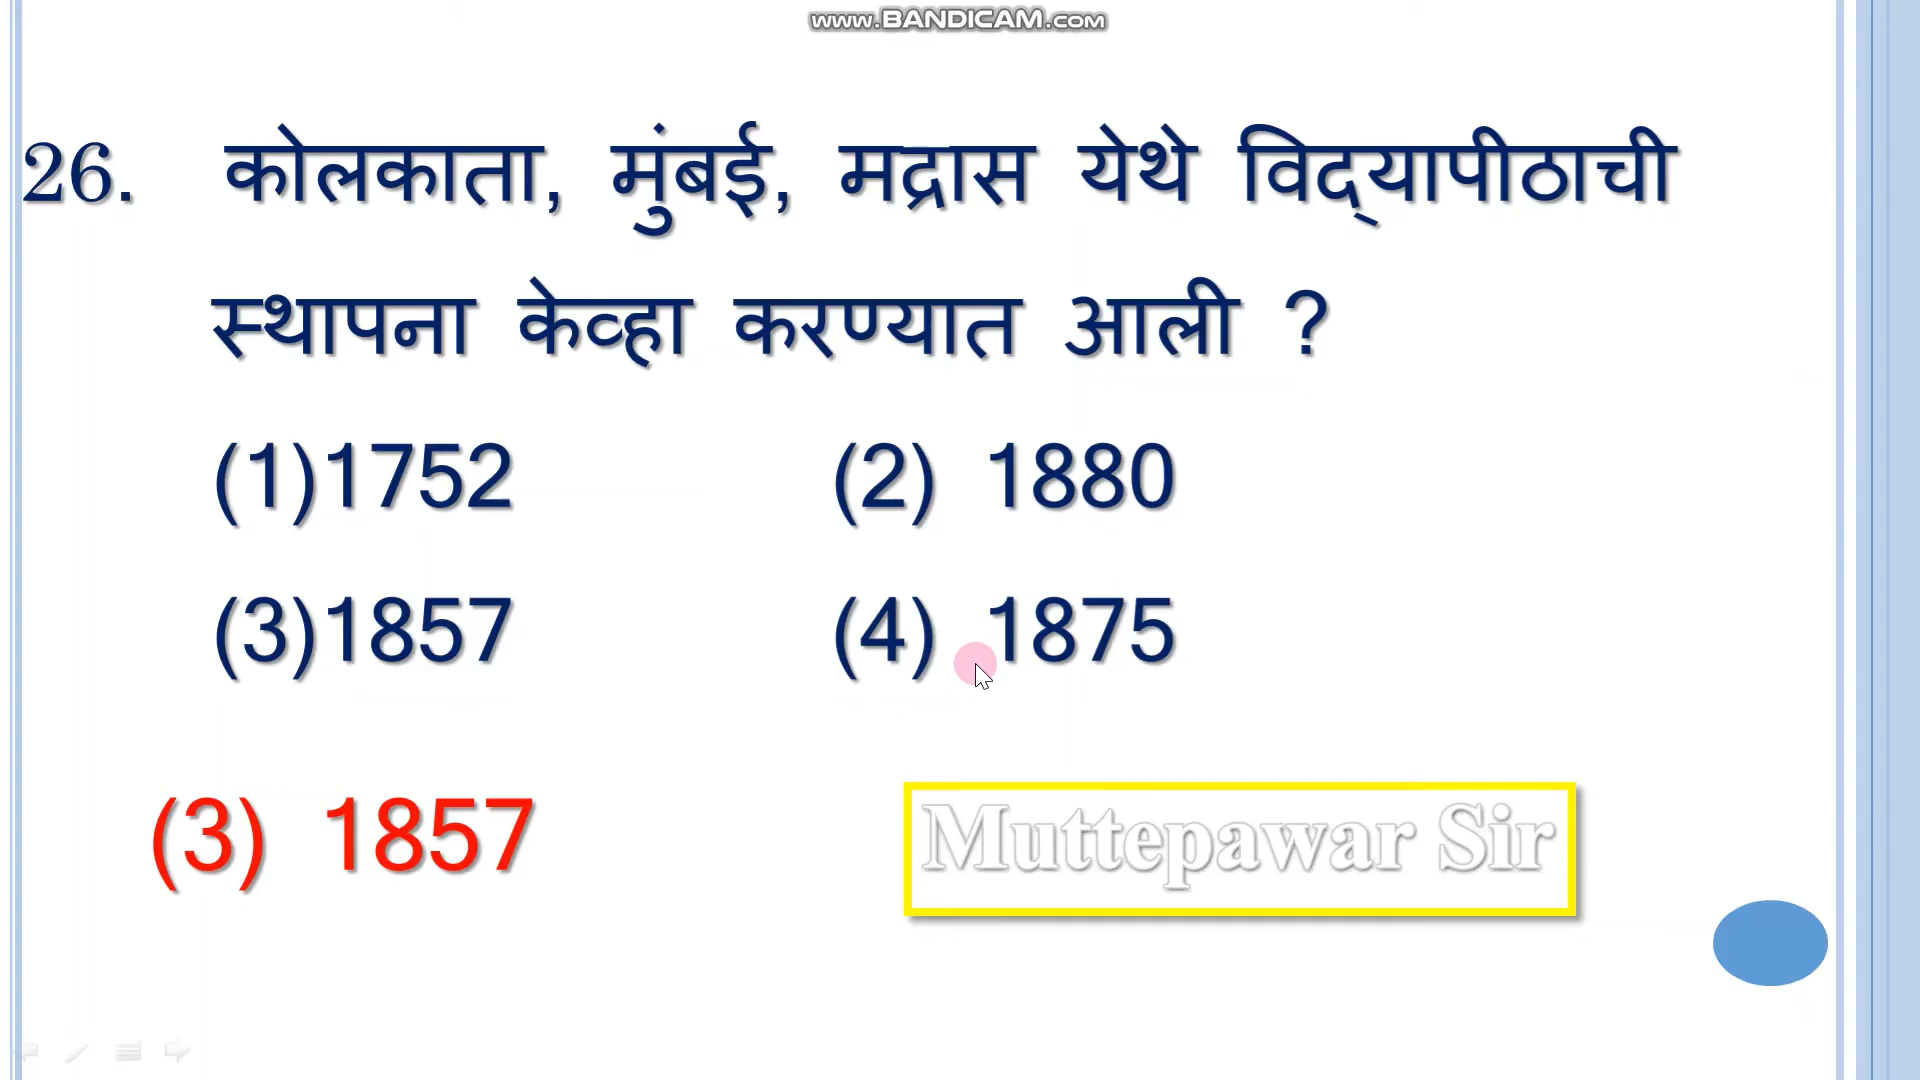 www.BANDICAM.com
26. कोलकाता, मुंबई, मद्रास येथे विद्‌यापीठाची
स्थापना केव्हा करण्यात आली ?
(1)1752 (2) 1880
(3)1857 (4) 1875
(3) 1857
Muttepawar Sir